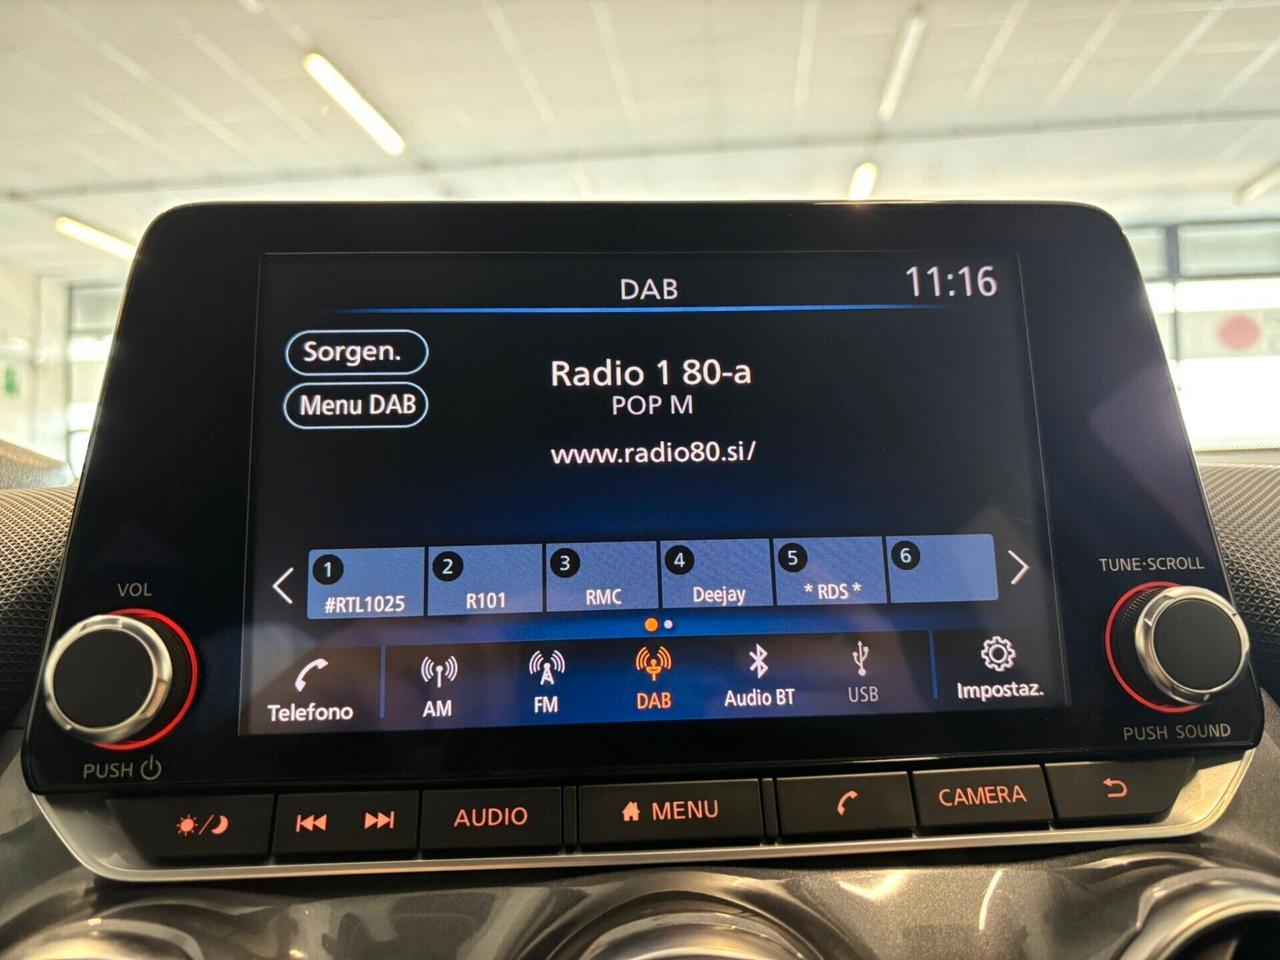 DAB
11:16
Sorgen.
Menu DAB
Radio 1 80-a
POP M
www.radio80.si/
1
#RTL1025
2
R101
3
RMC
4
Deejay
5
* RDS *
6
Telefono
AM
FM
DAB
Audio BT
USB
Impostaz.
VOL
PUSH
TUNE·SCROLL
PUSH SOUND
AUDIO
MENU
CAMERA